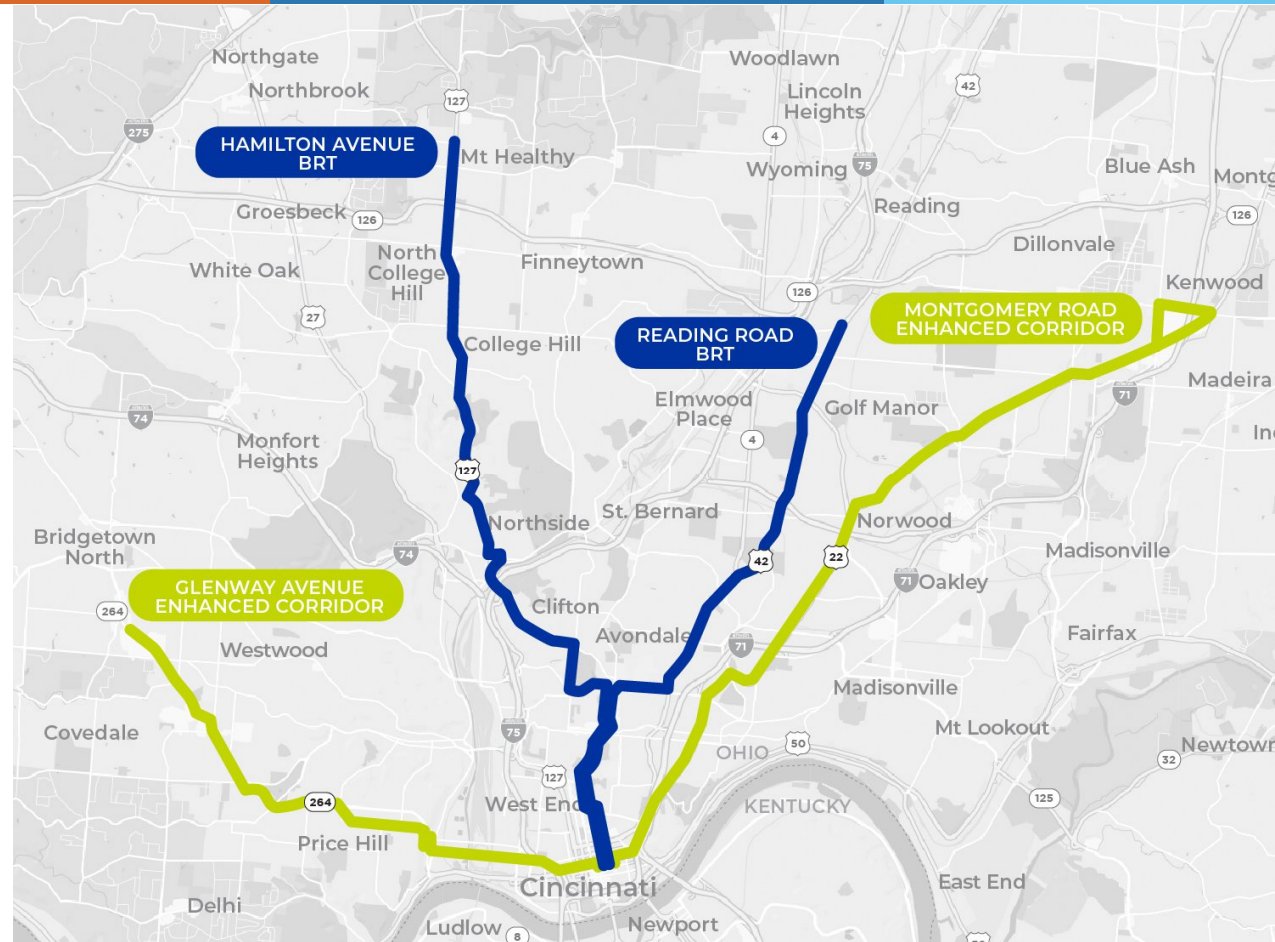 Northgate
Woodlawn
Northbrook
127
Lincoln
Heights
42
275
HAMILTON AVENUE
BRT
4
Mt Healthy
Wyoming
75
Blue Ash
Montg
Groesbeck
126
Reading
126
North
College
Hill
White Oak
Finneytown
Dillonvale
Kenwood
27
126
MONTGOMERY ROAD
ENHANCED CORRIDOR
READING ROAD
BRT
College Hill
Madeira
71
74
Elmwood
Place
Golf Manor
Monfort
Heights
4
In
127
Northside
St. Bernard
Norwood
Bridgetown
North
74
42
22
Madisonville
GLENWAY AVENUE
ENHANCED CORRIDOR
71
Oakley
264
Clifton
Avondale
71
Fairfax
Westwood
Madisonville
Covedale
75
Mt Lookout
OHIO
50
Newtown
32
127
West End
264
KENTUCKY
125
Price Hill
Cincinnati
East End
Delhi
Ludlow
8
Newport